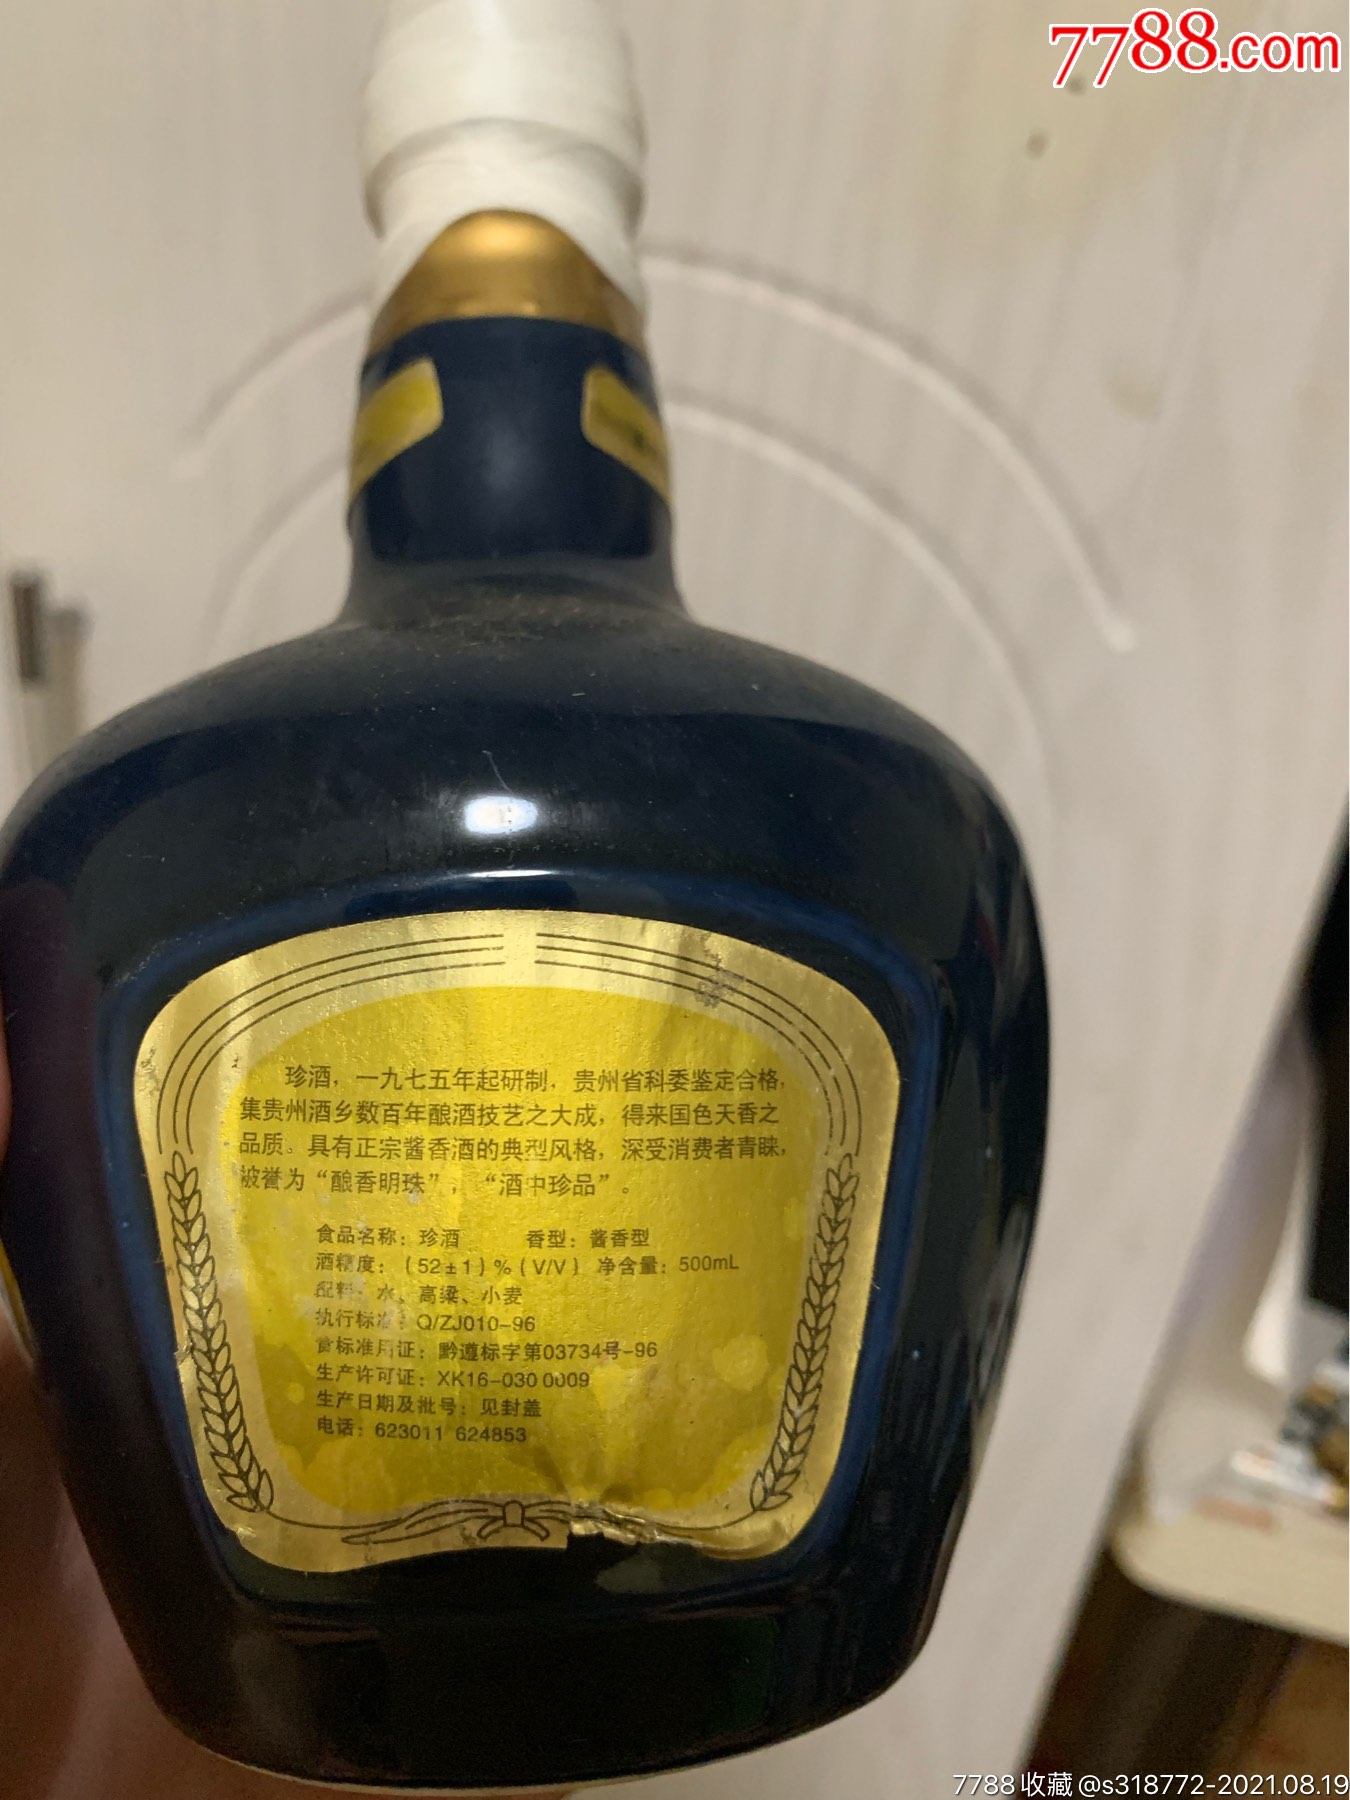 7788.com
珍酒，一九七五年起研制，贵州省科委鉴定合格，
集贵州酒乡数百年酿酒技艺之大成，得来国色天香之
品质。具有正宗酱香酒的典型风格，深受消费者青睐，
被誉为“酿香明珠”，“酒中珍品”。
食品名称：珍酒 香型：酱香型
酒精度：(52±1)%(V/V) 净含量：500mL
配料：水、高粱、小麦
执行标准：Q/ZJ010-96
食标准用证：黔遵标字第03734号-96
生产许可证：XK16-030 0009
生产日期及批号：见封盖
电话：623011 624853
7788收藏@s318772-2021.08.19